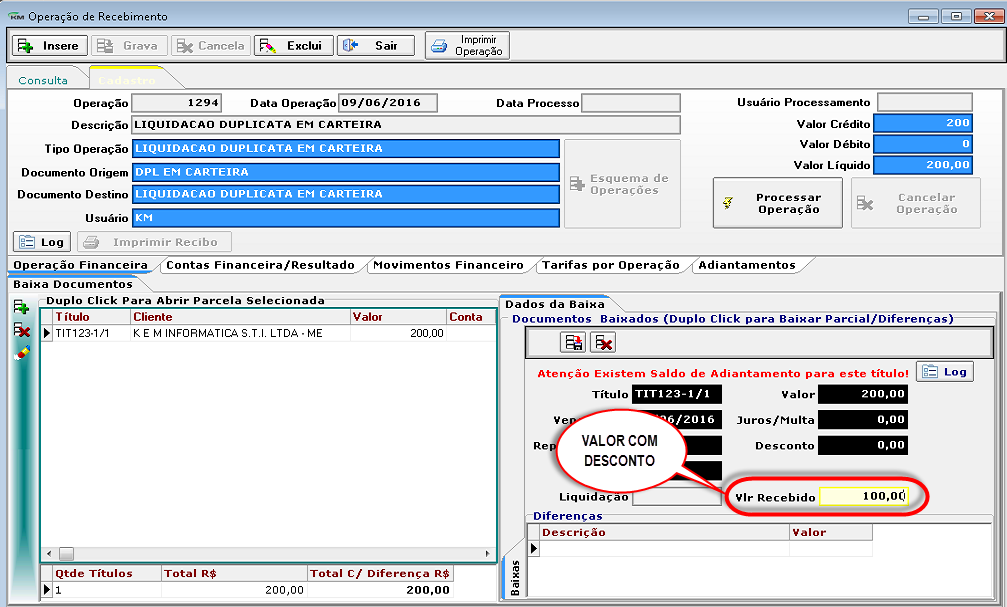 KM Operação de Recebimento
Insere Grava Cancela Exclui Sair Imprimir Operação
Consulta Cadastro
Operação 1294 Data Operação 09/06/2016 Data Processo Usuário Processamento
Descrição LIQUIDACAO DUPLICATA EM CARTEIRA Valor Crédito 200
Tipo Operação LIQUIDACAO DUPLICATA EM CARTEIRA Valor Débito 0
Documento Origem DPL EM CARTEIRA Valor Líquido 200,00
Documento Destino LIQUIDACAO DUPLICATA EM CARTEIRA
Usuário KM
Esquema de Operações
Processar Operação
Cancelar Operação
Log Imprimir Recibo
Operação Financeira Contas Financeira/Resultado Movimentos Financeiro Tarifas por Operação Adiantamentos
Baixa Documentos
Duplo Click Para Abrir Parcela Selecionada
Título Cliente Valor Conta
TIT123-1/1 K E M INFORMATICA S.T.I. LTDA - ME 200,00
Qtde Títulos Total R$ Total C/ Diferença R$
1 200,00 200,00
Dados da Baixa
Documentos Baixados (Duplo Click para Baixar Parcial/Diferenças)
Atenção Existem Saldo de Adiantamento para este título! Log
Título TIT123-1/1 Valor 200,00
Ven 06/2016 Juros/Multa 0,00
Rep Desconto 0,00
VALOR COM
DESCONTO
Liquidação Vlr Recebido 100,00
Diferenças
Descrição Valor
Baixas